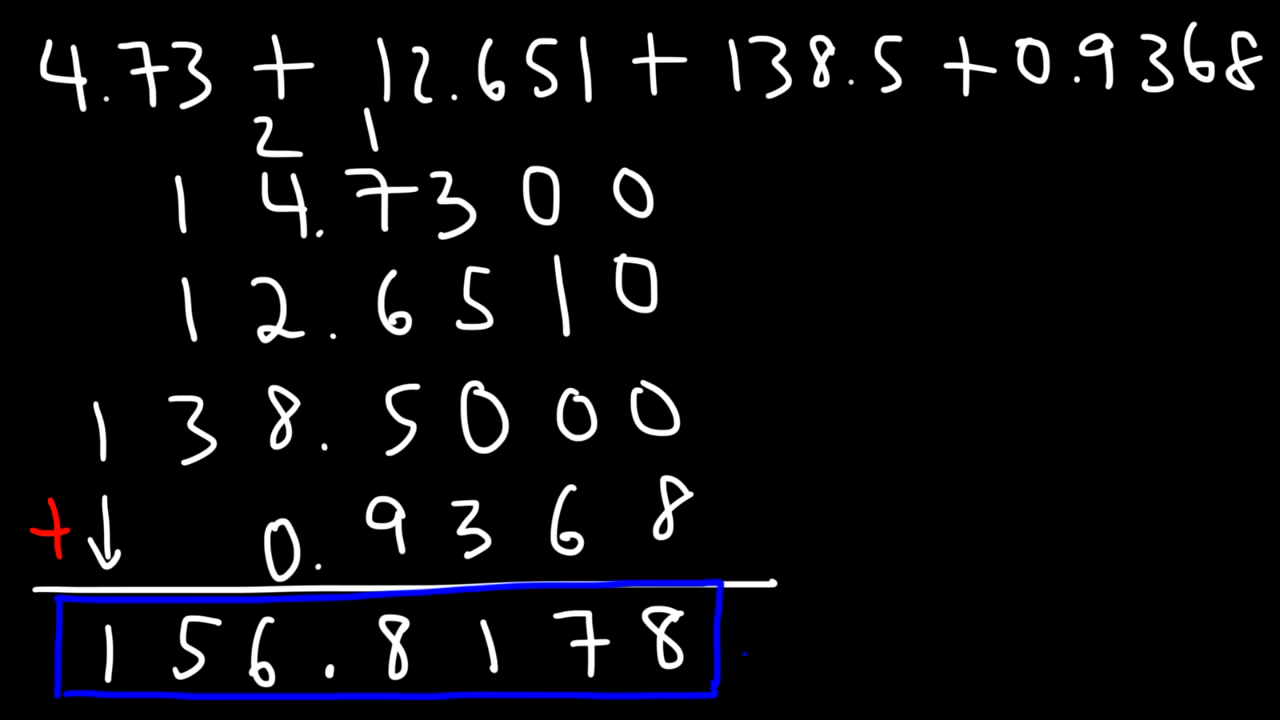 4.73 + 12.651 + 138.5 + 0.9368
2 1
1 4.7300
12.6510
138.5000
+ ↓ 0.9368
156.8178